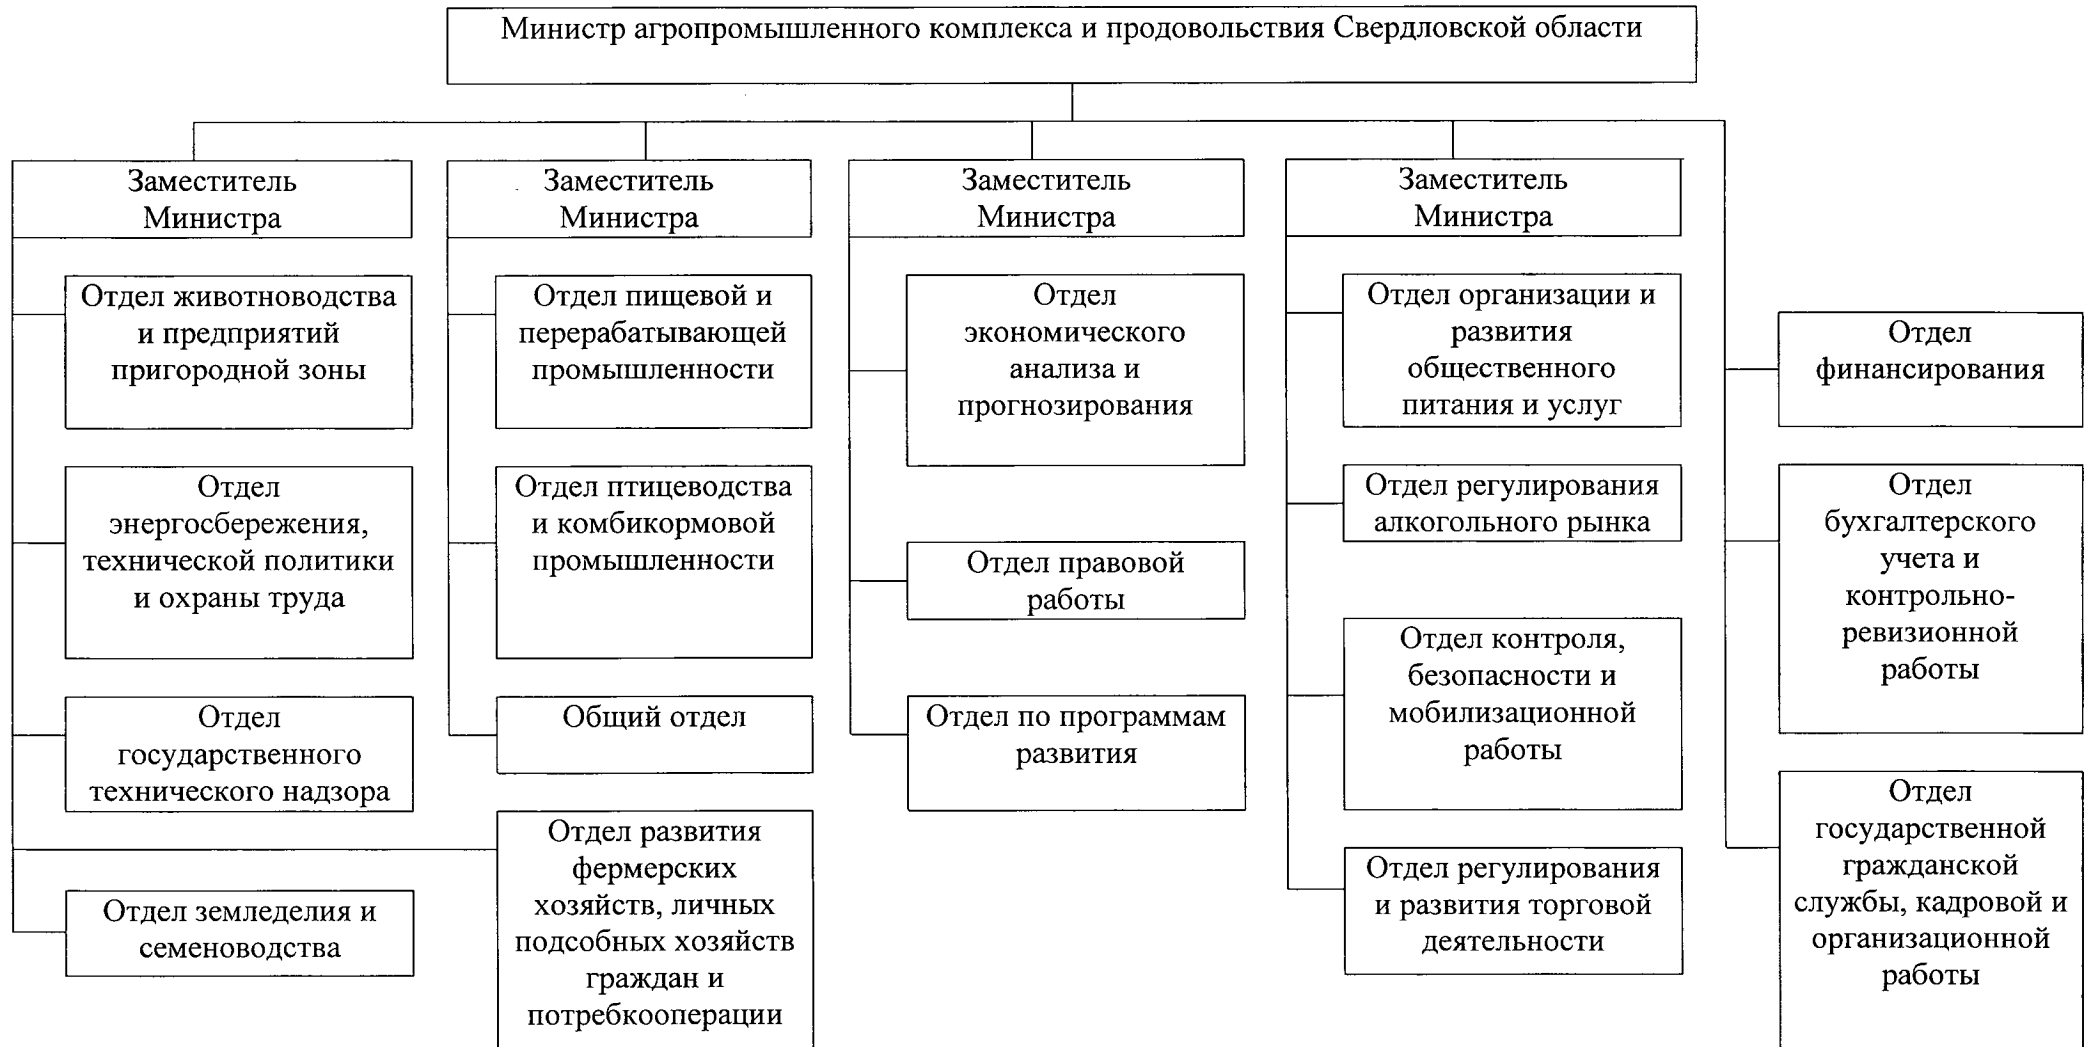 Министр агропромышленного комплекса и продовольствия Свердловской области
Заместитель
Министра
Отдел животноводства
и предприятий
пригородной зоны
Отдел
энергосбережения,
технической политики
и охраны труда
Отдел
государственного
технического надзора
Отдел земледелия и
семеноводства
Заместитель
Министра
Отдел пищевой и
перерабатывающей
промышленности
Отдел птицеводства
и комбикормовой
промышленности
Общий отдел
Отдел развития
фермерских
хозяйств, личных
подсобных хозяйств
граждан и
потребкооперации
Заместитель
Министра
Отдел
экономического
анализа и
прогнозирования
Отдел правовой
работы
Отдел по программам
развития
Заместитель
Министра
Отдел организации и
развития
общественного
питания и услуг
Отдел регулирования
алкогольного рынка
Отдел контроля,
безопасности и
мобилизационной
работы
Отдел регулирования
и развития торговой
деятельности
Отдел
финансирования
Отдел
бухгалтерского
учета и
контрольно-
ревизионной
работы
Отдел
государственной
гражданской
службы, кадровой и
организационной
работы